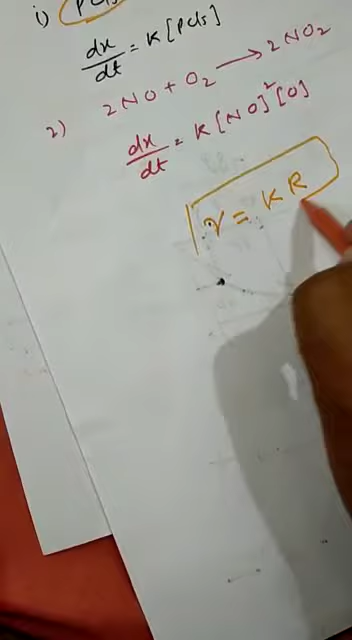 i) PCl5
dx/dt = K[PCl5]
2) 2NO + O2 → 2NO2
dx/dt = K[NO]²[O]
r = KR